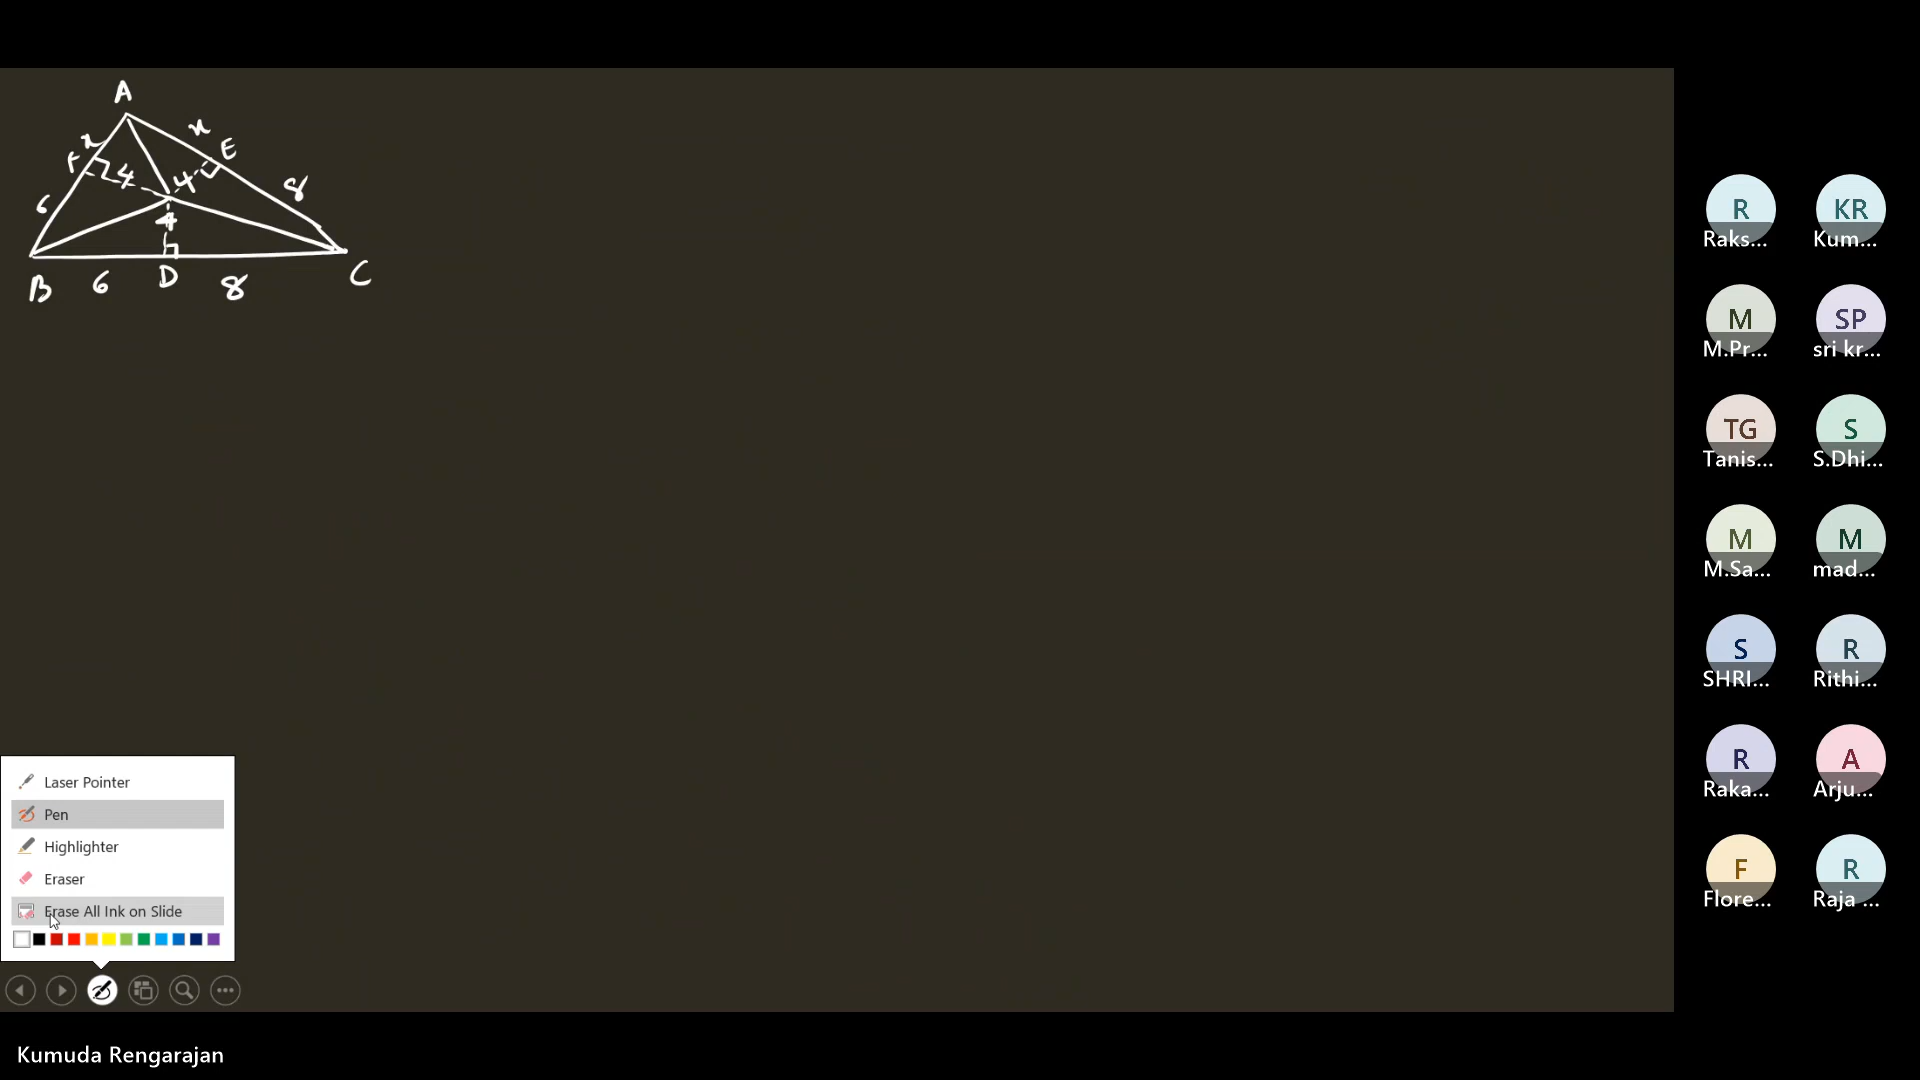 A
x
x
E
F
4
4
8
6
4
B
6
D
8
C
R
Raks...
KR
Kum...
M
M.Pr...
SP
sri kr...
TG
Tanis...
S
S.Dhi...
M
M.Sa...
M
mad...
S
SHRI...
R
Rithi...
R
Raka...
A
Arju...
F
Flore...
R
Raja ...
Laser Pointer
Pen
Highlighter
Eraser
Erase All Ink on Slide
Kumuda Rengarajan